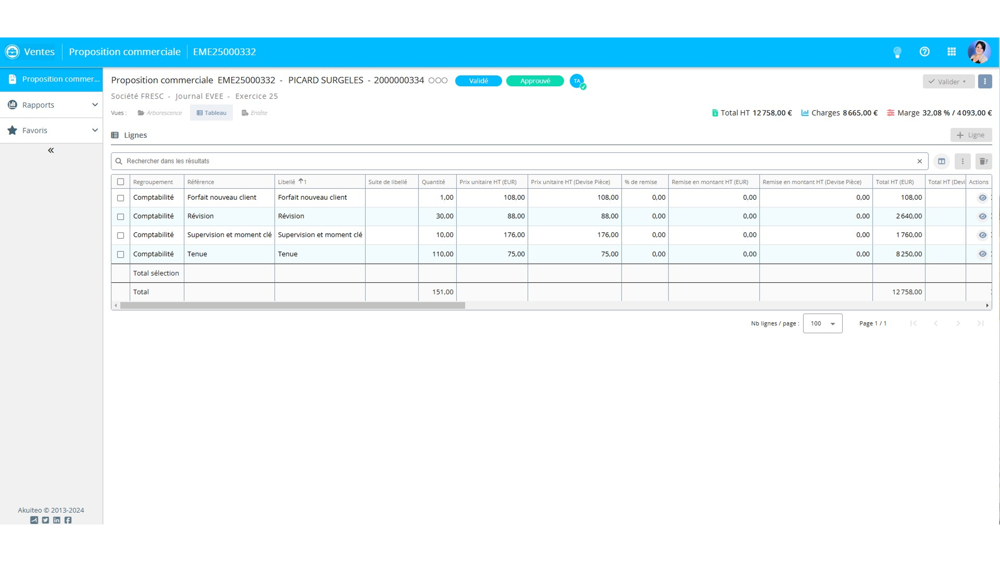 Ventes Proposition commerciale EME25000332
Proposition commer...
Rapports
Favoris
Proposition commerciale EME25000332 - PICARD SURGELES - 2000000334 Validé Approuvé TA Valider
Société FRESC - Journal EVEE - Exercice 25
Vues : Arborescence Tableau Entête Total HT 12 758,00 € Charges 8 665,00 € Marge 32,08 % / 4 093,00 €
Lignes + Ligne
Rechercher dans les résultats
Regroupement Référence Libellé 1 Suite de libellé Quantité Prix unitaire HT (EUR) Prix unitaire HT (Devise Pièce) % de remise Remise en montant HT (EUR) Remise en montant HT (Devise Pièce) Total HT (EUR) Total HT (Devi Actions
Comptabilité Forfait nouveau client Forfait nouveau client 1,00 108,00 108,00 0,00 0,00 0,00 108,00
Comptabilité Révision Révision 30,00 88,00 88,00 0,00 0,00 0,00 2 640,00
Comptabilité Supervision et moment clé Supervision et moment clé 10,00 176,00 176,00 0,00 0,00 0,00 1 760,00
Comptabilité Tenue Tenue 110,00 75,00 75,00 0,00 0,00 0,00 8 250,00
Total sélection
Total 151,00 12 758,00
Nb lignes / page : 100 Page 1 / 1
Akuiteo © 2013-2024